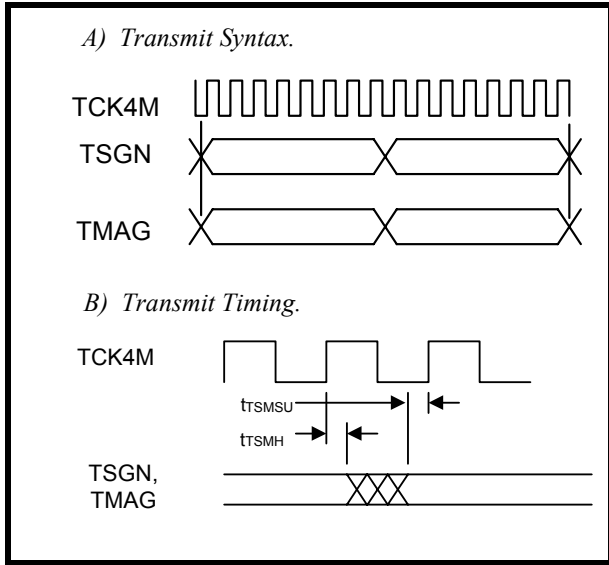 A) Transmit Syntax.
TCK4M
TSGN
TMAG
B) Transmit Timing.
TCK4M
tTSMSU
tTSMH
TSGN,
TMAG